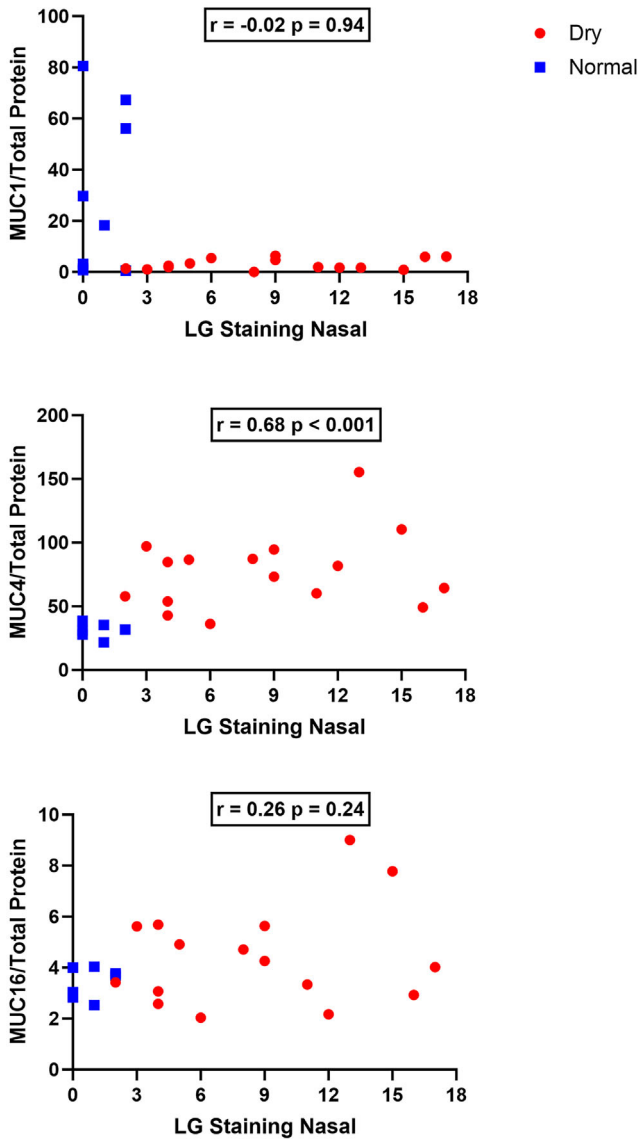 r = -0.02 p = 0.94
Dry
Normal
MUC1/Total Protein
100
80
60
40
20
0
0 3 6 9 12 15 18
LG Staining Nasal
r = 0.68 p < 0.001
MUC4/Total Protein
200
150
100
50
0
0 3 6 9 12 15 18
LG Staining Nasal
r = 0.26 p = 0.24
MUC16/Total Protein
10
8
6
4
2
0
0 3 6 9 12 15 18
LG Staining Nasal